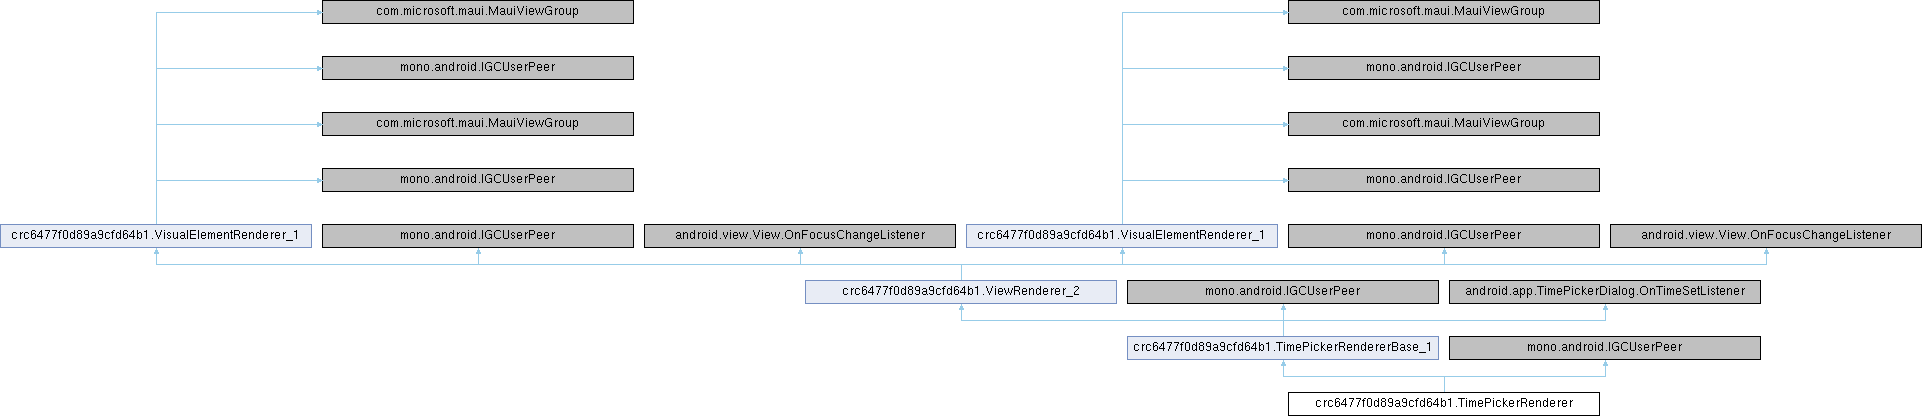 com.microsoft.maui.MauiViewGroup
com.microsoft.maui.MauiViewGroup
mono.android.IGCUserPeer
mono.android.IGCUserPeer
com.microsoft.maui.MauiViewGroup
com.microsoft.maui.MauiViewGroup
mono.android.IGCUserPeer
mono.android.IGCUserPeer
crc6477f0d89a9cfd64b1.VisualElementRenderer_1
mono.android.IGCUserPeer
android.view.View.OnFocusChangeListener
crc6477f0d89a9cfd64b1.VisualElementRenderer_1
mono.android.IGCUserPeer
android.view.View.OnFocusChangeListener
crc6477f0d89a9cfd64b1.ViewRenderer_2
mono.android.IGCUserPeer
android.app.TimePickerDialog.OnTimeSetListener
crc6477f0d89a9cfd64b1.TimePickerRendererBase_1
mono.android.IGCUserPeer
crc6477f0d89a9cfd64b1.TimePickerRenderer